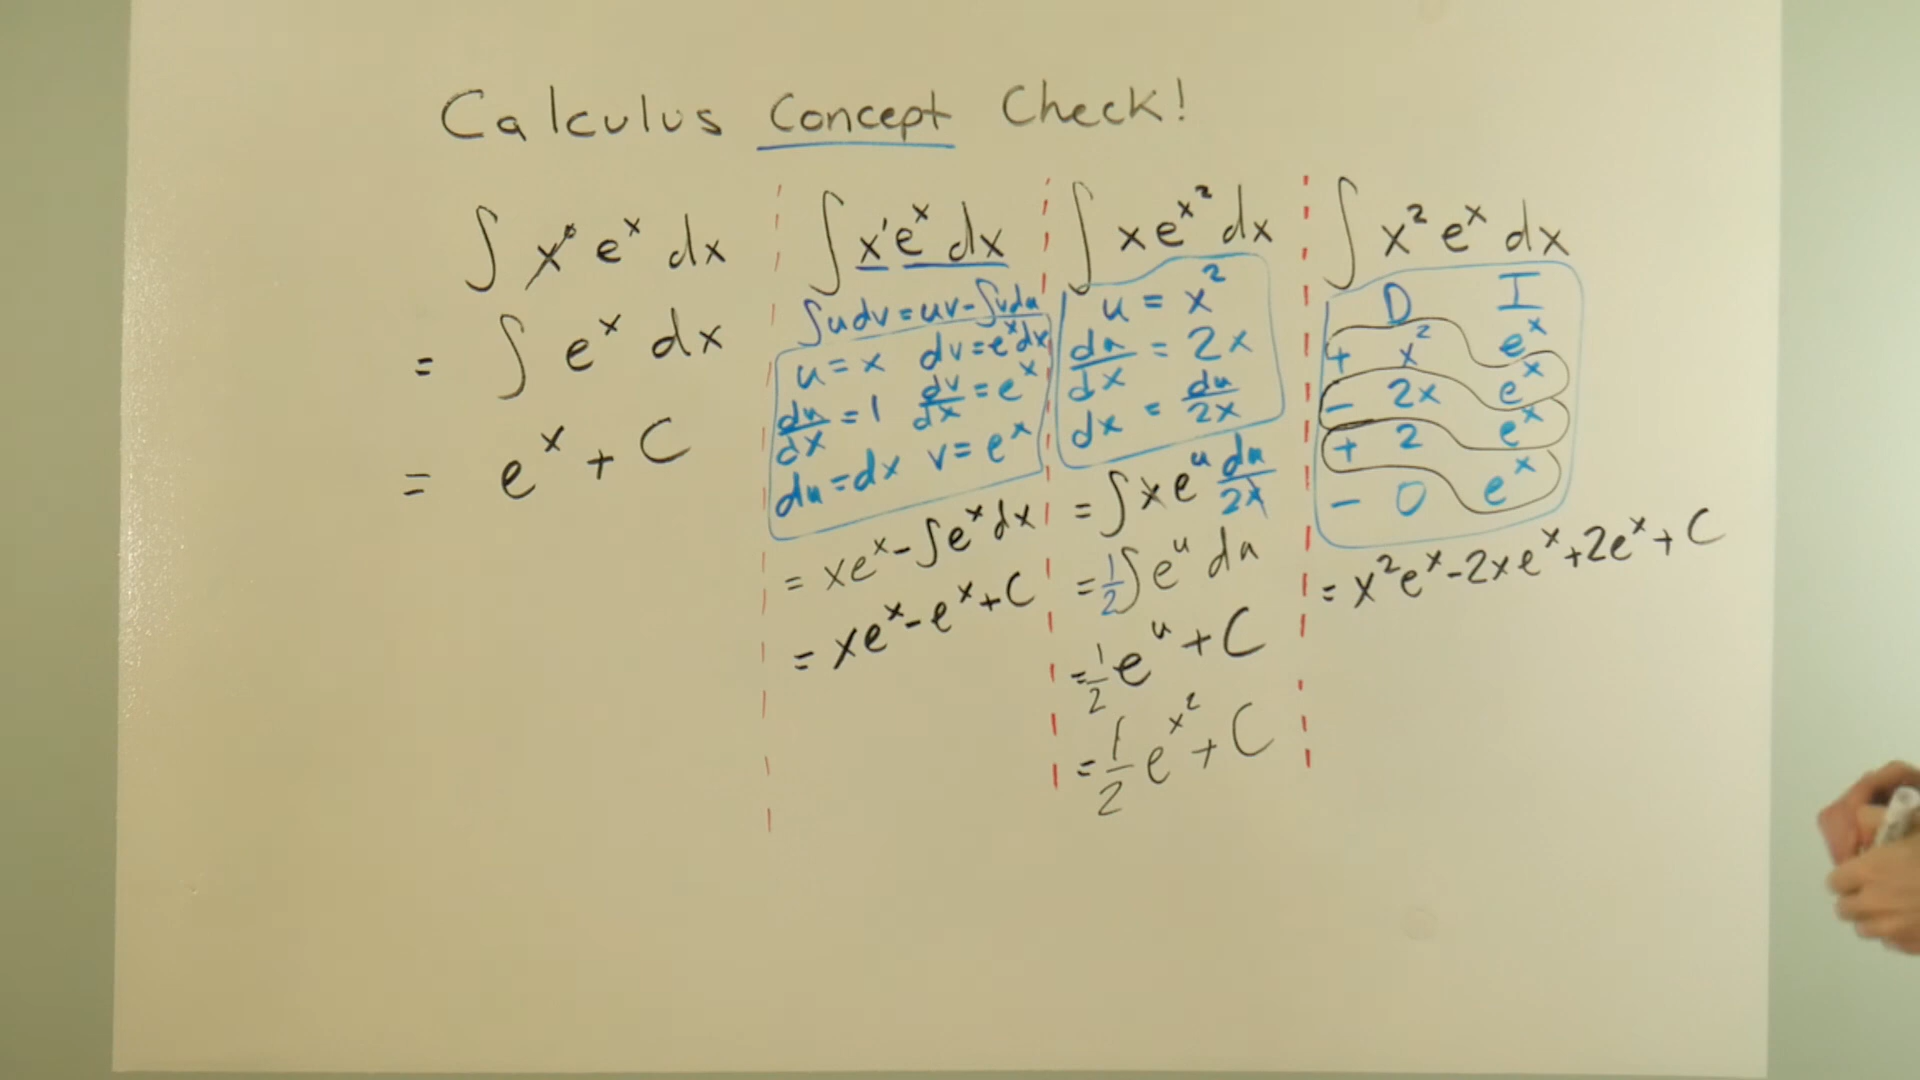 Calculus Concept Check!
∫ x⁰ eˣ dx
= ∫ eˣ dx
= eˣ + C
∫ x¹eˣ dx
∫udv = uv - ∫vdu
u = x dv = eˣdx
du/dx = 1 dv/dx = eˣ
du = dx v = eˣ
= xeˣ - ∫eˣdx
= xeˣ - eˣ + C
∫ xe^x² dx
u = x²
du/dx = 2x
dx = du/2x
= ∫ x eᵘ du/2x
= 1/2 ∫ eᵘ du
= 1/2 eᵘ + C
= 1/2 e^x² + C
∫ x² eˣ dx
D I
+ x² eˣ
- 2x eˣ
+ 2 eˣ
- 0 eˣ
= x²eˣ - 2xeˣ + 2eˣ + C